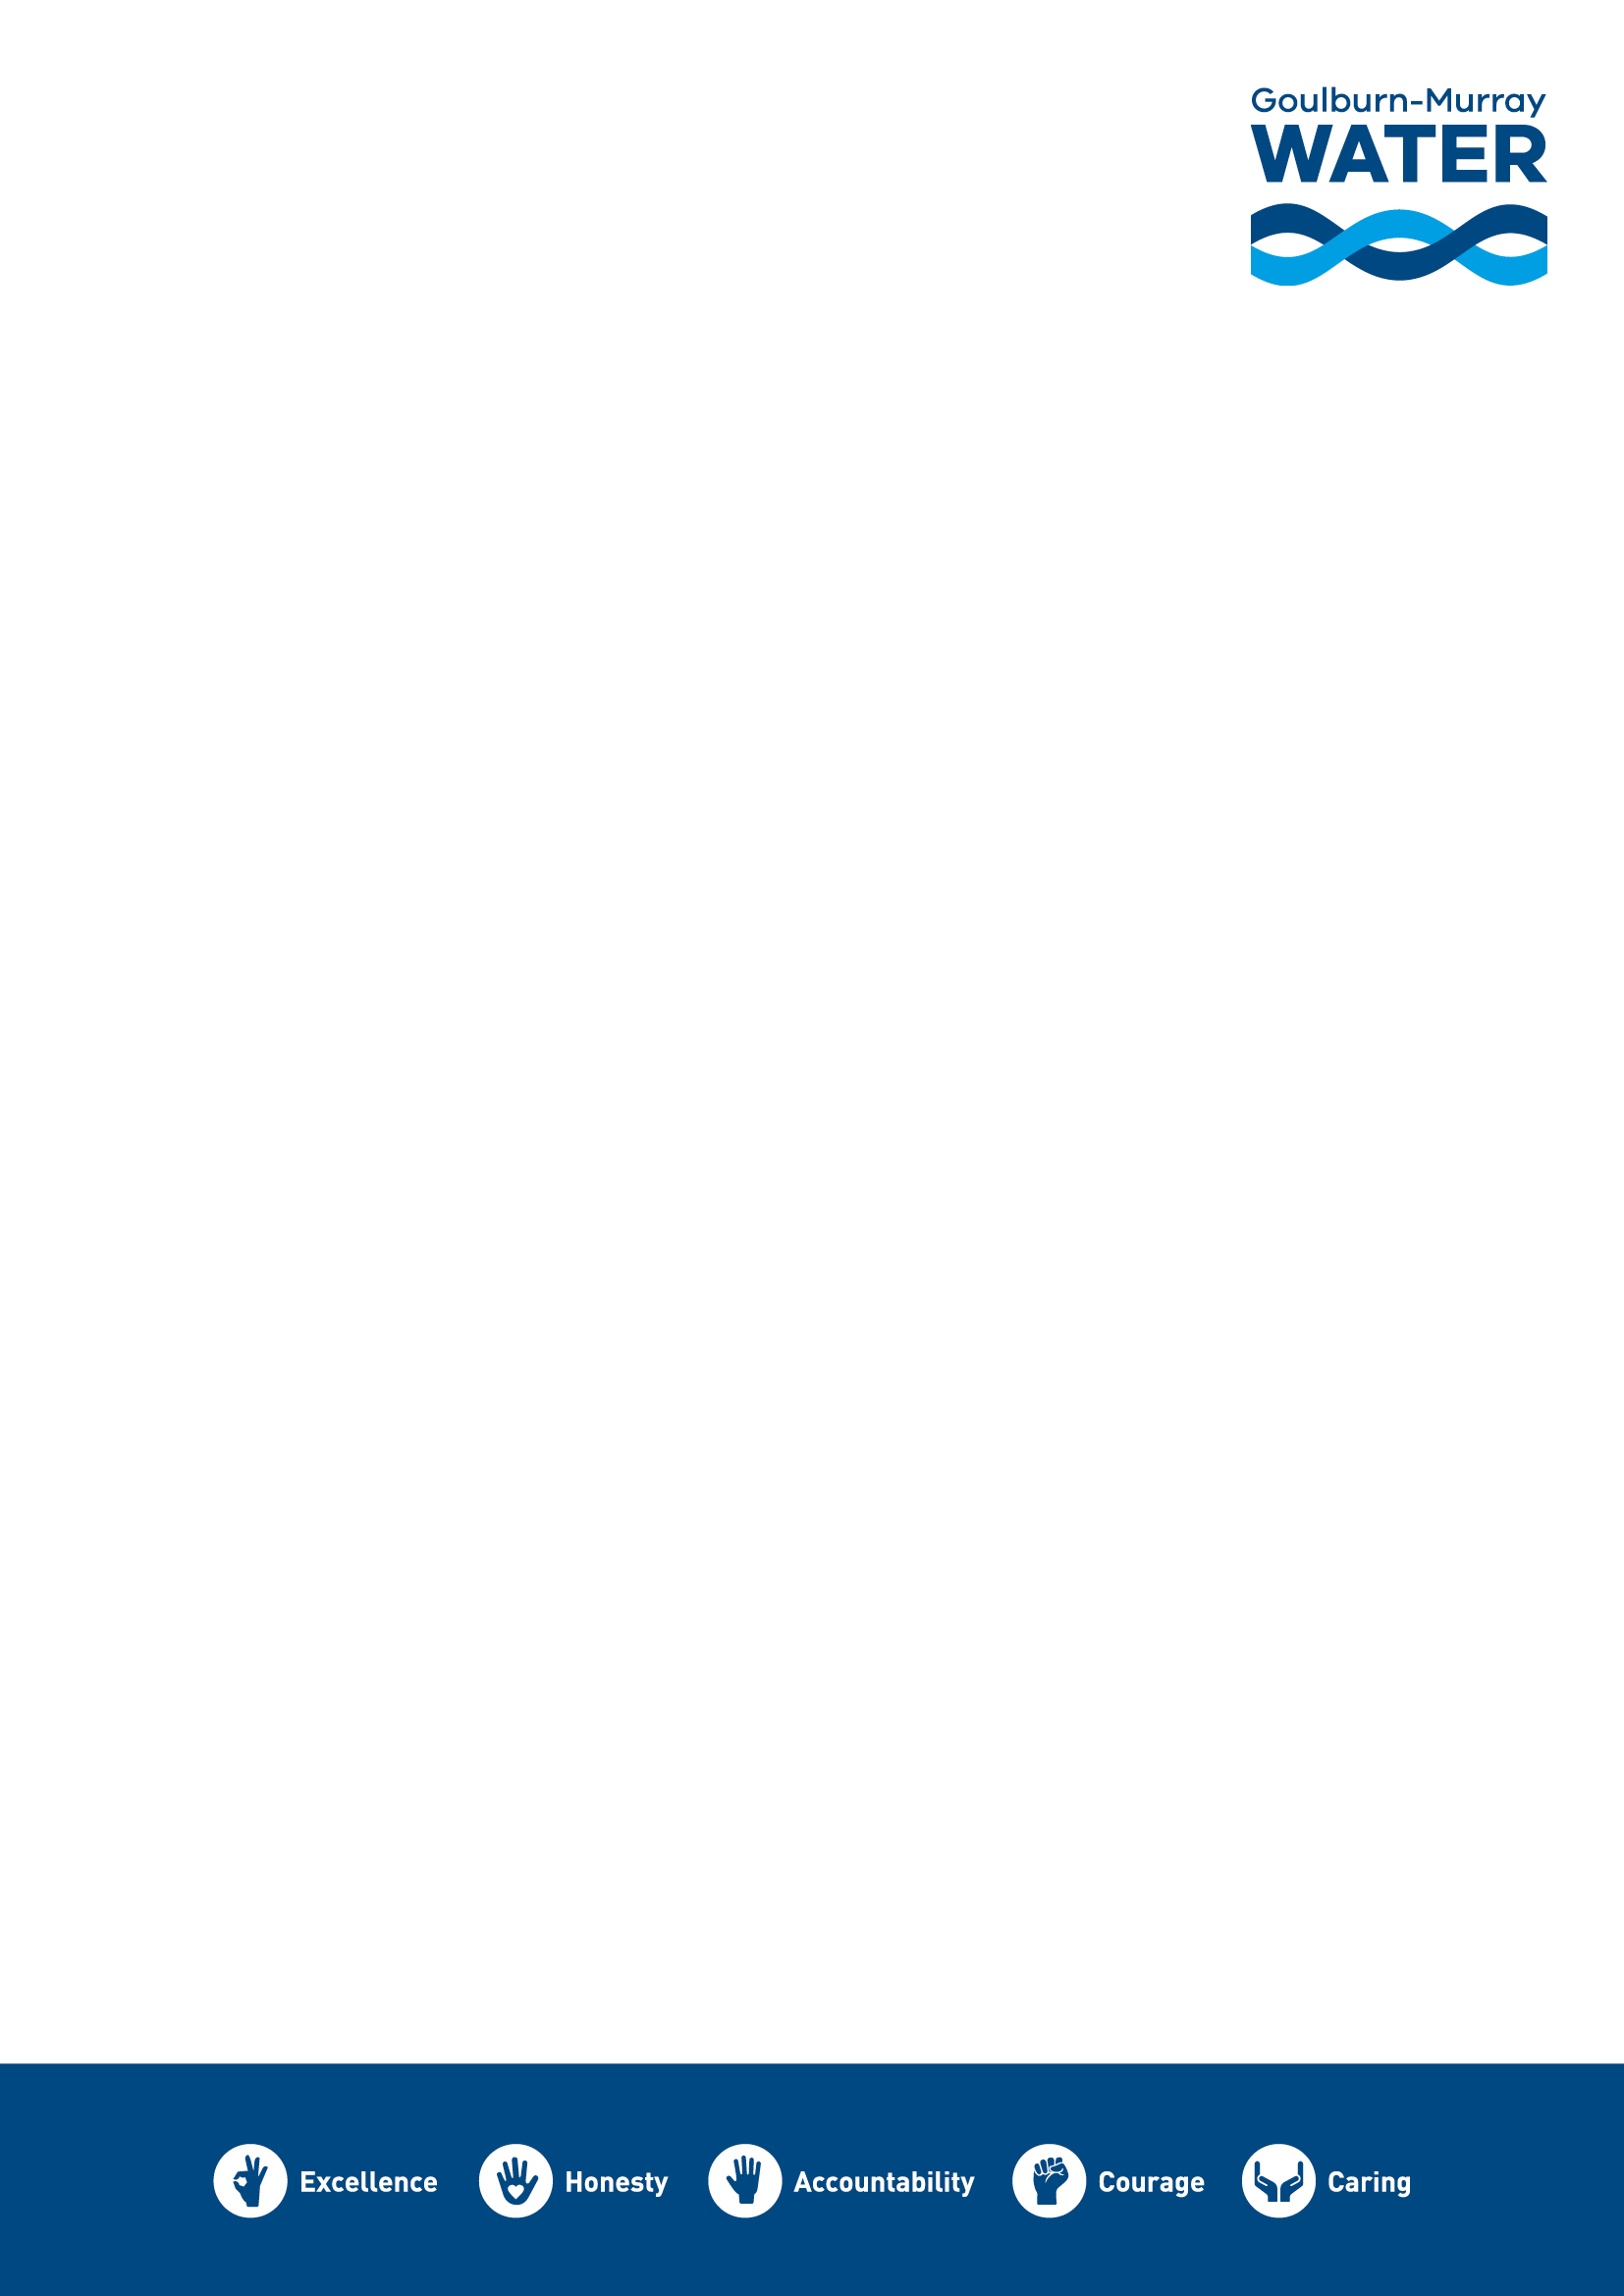 Goulburn-Murray
WATER
Excellence Honesty Accountability Courage Caring